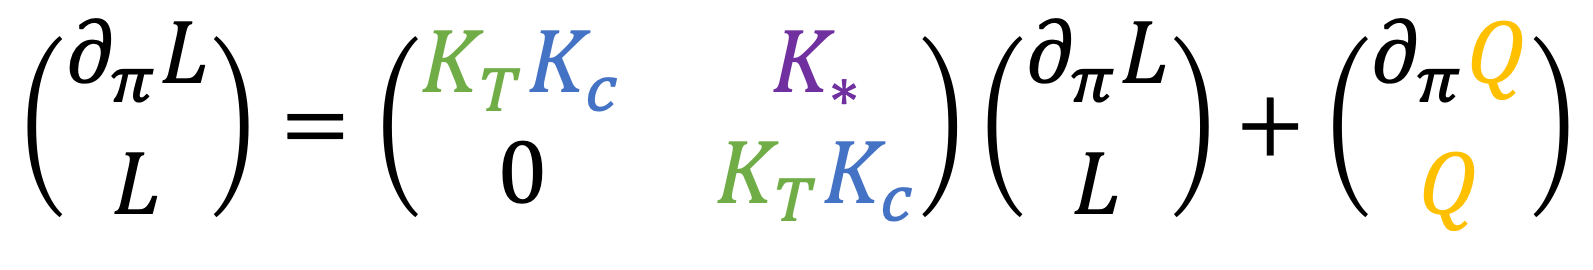 (∂_π L) = (K_T K_c K_*) (∂_π L) + (∂_π Q)
(L) (0 K_T K_c) (L) (Q)